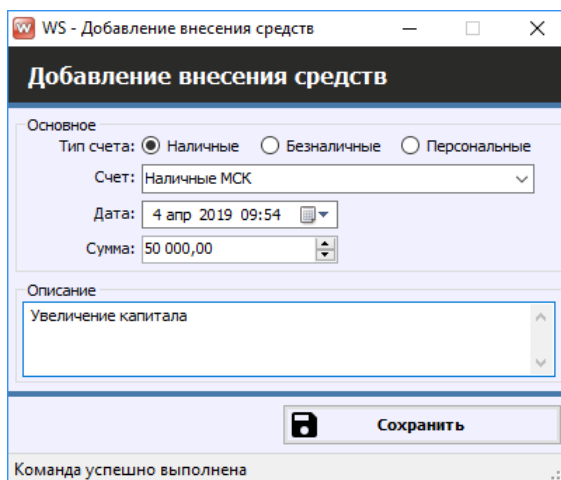 WS - Добавление внесения средств
Добавление внесения средств
Основное
Тип счета: Наличные Безналичные Персональные
Счет: Наличные МСК
Дата: 4 апр 2019 09:54
Сумма: 50 000,00
Описание
Увеличение капитала
Сохранить
Команда успешно выполнена